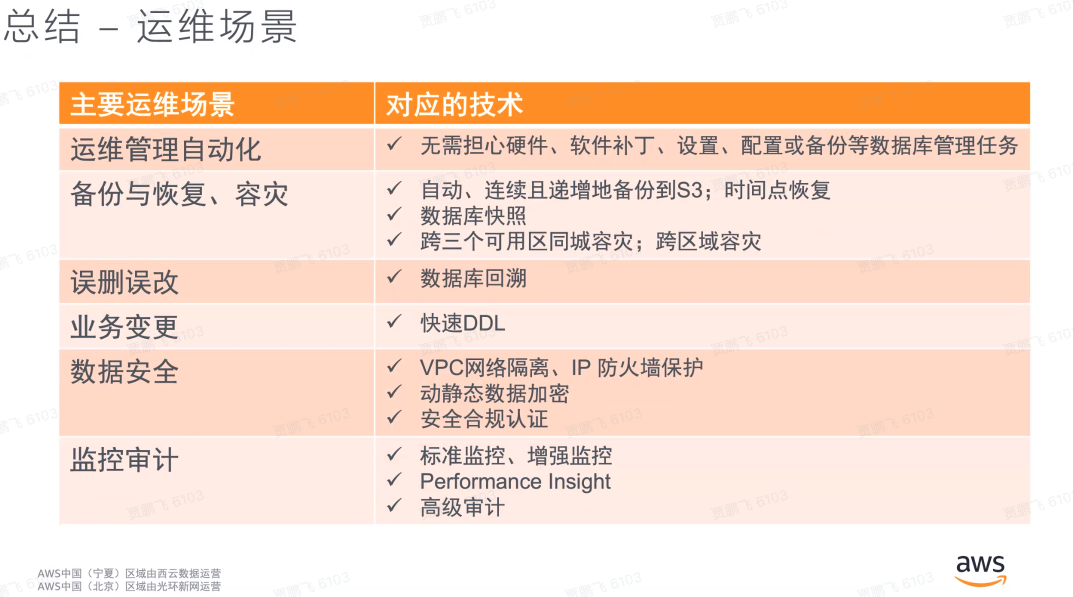 总结 – 运维场景
主要运维场景
对应的技术
运维管理自动化
✓ 无需担心硬件、软件补丁、设置、配置或备份等数据库管理任务
备份与恢复、容灾
✓ 自动、连续且递增地备份到S3；时间点恢复
✓ 数据库快照
✓ 跨三个可用区同城容灾；跨区域容灾
误删误改
✓ 数据库回溯
业务变更
✓ 快速DDL
数据安全
✓ VPC网络隔离、IP 防火墙保护
✓ 动静态数据加密
✓ 安全合规认证
监控审计
✓ 标准监控、增强监控
✓ Performance Insight
✓ 高级审计
AWS中国（宁夏）区域由西云数据运营
AWS中国（北京）区域由光环新网运营
aws
贾鹏飞 6103